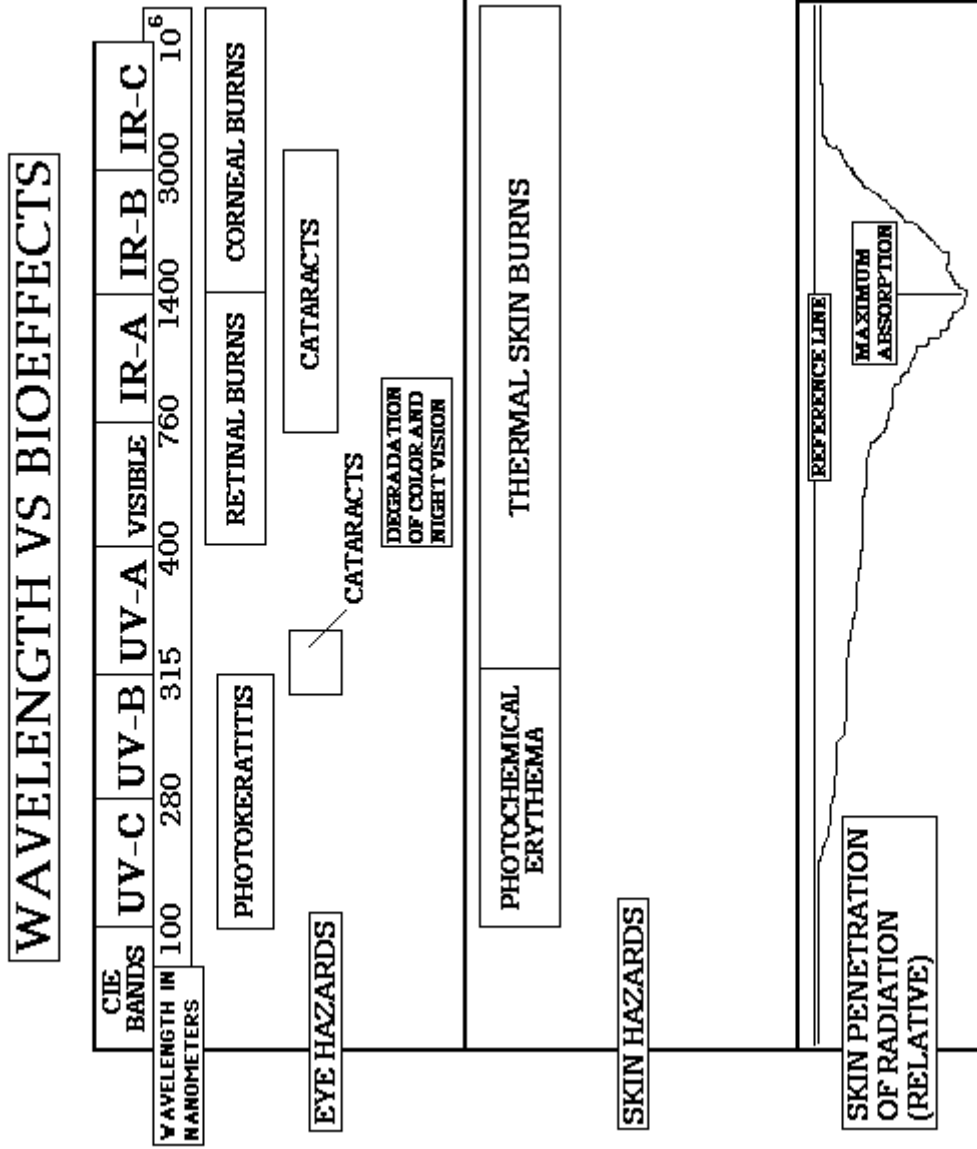 WAVELENGTH VS BIOEFFECTS
CIE
BANDS
UV-C UV-B UV-A VISIBLE IR-A IR-B IR-C
WAVELENGTH IN
NANOMETERS
100 280 315 400 760 1400 3000 10⁶
EYE HAZARDS
PHOTOKERATITIS
RETINAL BURNS
CORNEAL BURNS
CATARACTS
CATARACTS
DEGRADATION
OF COLOR AND
NIGHT VISION
SKIN HAZARDS
PHOTOCHEMICAL
ERYTHEMA
THERMAL SKIN BURNS
SKIN PENETRATION
OF RADIATION
(RELATIVE)
REFERENCE LINE
MAXIMUM
ABSORPTION